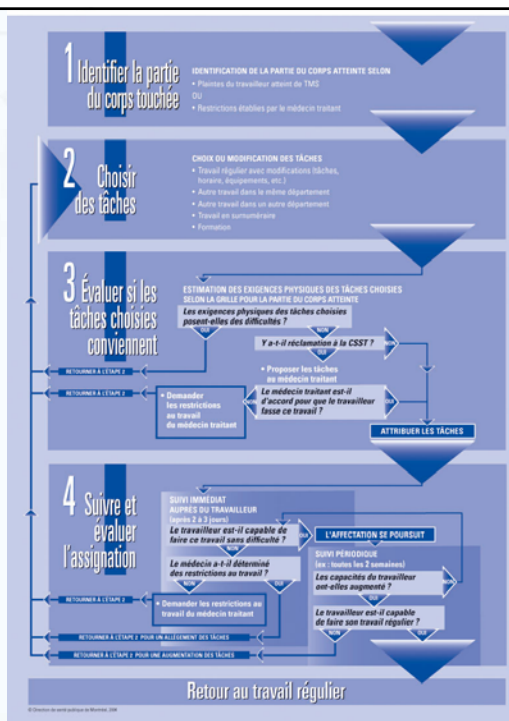 1 Identifier la partie
du corps touchée
IDENTIFICATION DE LA PARTIE DU CORPS ATTEINTE SELON
• Plaintes du travailleur atteint de TMS
OU
• Restrictions établies par le médecin traitant
2 Choisir
des tâches
CHOIX OU MODIFICATION DES TÂCHES
• Travail régulier avec modifications (tâches,
horaire, équipements, etc.)
• Autre travail dans le même département
• Autre travail dans un autre département
• Travail en surnuméraire
• Formation
3 Évaluer si les
tâches choisies
conviennent
ESTIMATION DES EXIGENCES PHYSIQUES DES TÂCHES CHOISIES
SELON LA GRILLE POUR LA PARTIE DU CORPS ATTEINTE
Les exigences physiques des tâches choisies
posent-elles des difficultés ?
OUI
NON
Y a-t-il réclamation à la CSST ?
NON
OUI
RETOURNER À L'ÉTAPE 2
• Proposer les tâches
au médecin traitant
RETOURNER À L'ÉTAPE 2
• Demander
les restrictions
au travail
du médecin traitant
NON
Le médecin traitant est-il
d'accord pour que le travailleur
fasse ce travail ?
OUI
ATTRIBUER LES TÂCHES
4 Suivre et
évaluer
l'assignation
SUIVI IMMÉDIAT
AUPRÈS DU TRAVAILLEUR
(après 2 à 3 jours)
Le travailleur est-il capable de
faire ce travail sans difficulté ?
OUI
L'AFFECTATION SE POURSUIT
NON
SUIVI PÉRIODIQUE
(ex : toutes les 2 semaines)
Le médecin a-t-il déterminé
des restrictions au travail ?
NON
OUI
Les capacités du travailleur
ont-elles augmenté ?
NON
OUI
RETOURNER À L'ÉTAPE 2
• Demander les restrictions au
travail du médecin traitant
Le travailleur est-il capable
de faire son travail régulier ?
NON
OUI
RETOURNER À L'ÉTAPE 2 POUR UN ALLÉGEMENT DES TÂCHES
RETOURNER À L'ÉTAPE 2 POUR UNE AUGMENTATION DES TÂCHES
Retour au travail régulier
© Direction de santé publique de Montréal,